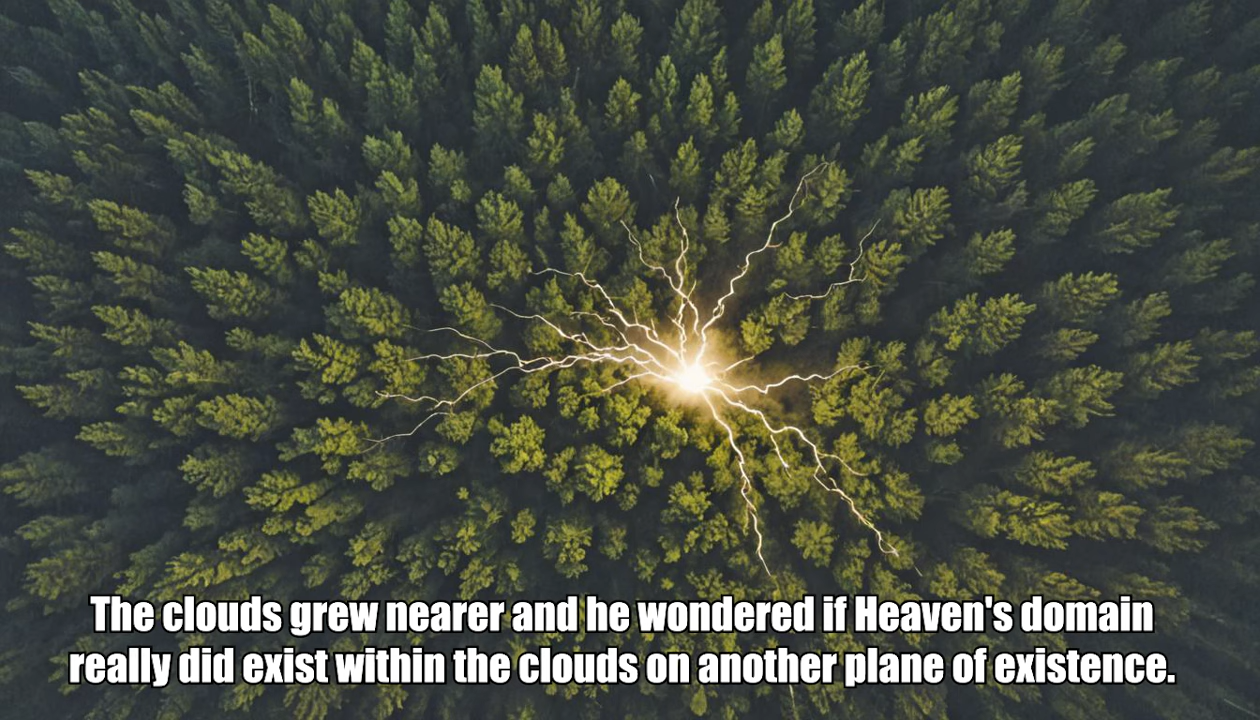 The clouds grew nearer and he wondered if Heaven's domain
really did exist within the clouds on another plane of existence.